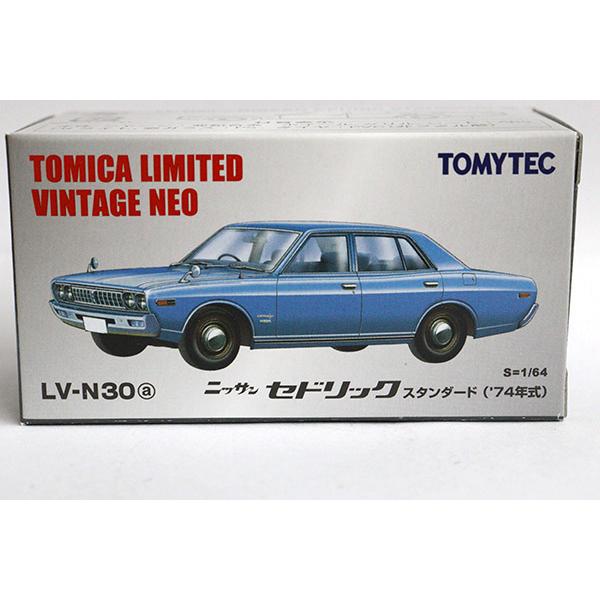 TOMICA LIMITED
VINTAGE NEO
TOMYTEC
S=1/64
LV-N30ⓐ ニッサン セドリック スタンダード ('74年式)